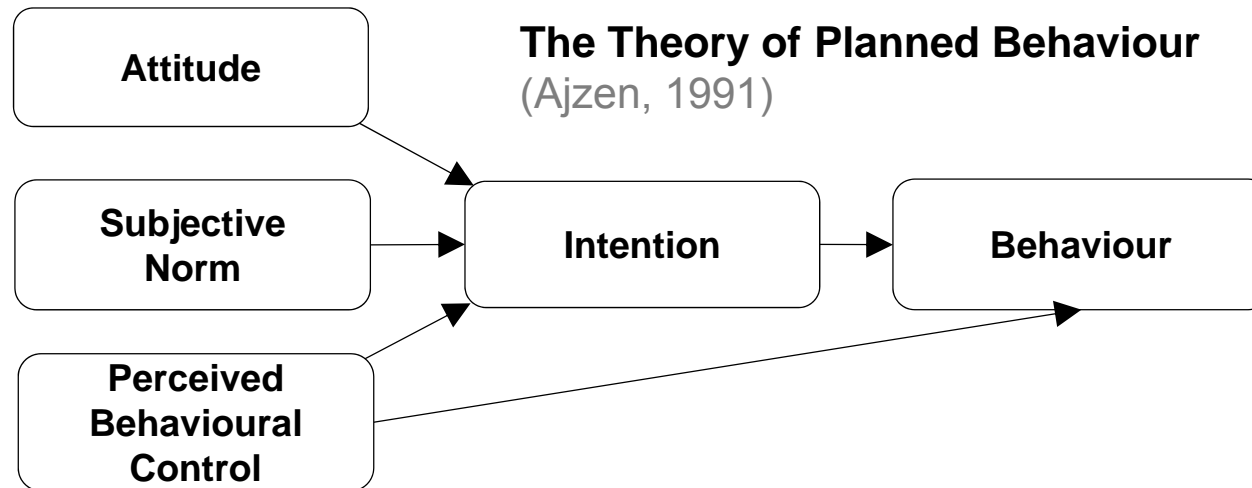 The Theory of Planned Behaviour
(Ajzen, 1991)
Attitude
Subjective
Norm
Intention
Behaviour
Perceived
Behavioural
Control